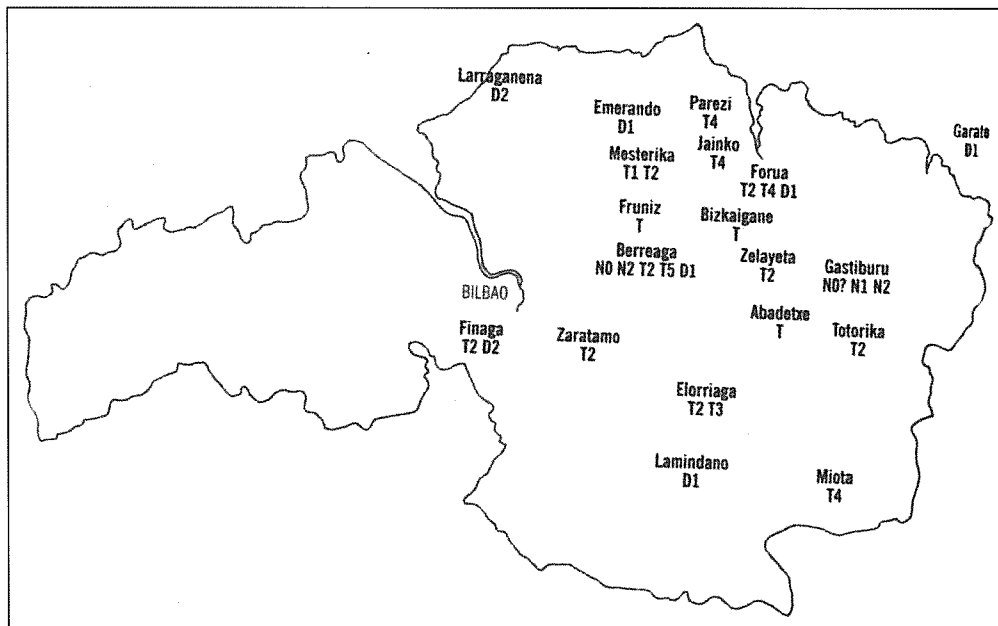 Larraganena
D2
Emerando
D1
Parezi
T4
Garate
D1
Jainko
T4
Mesterika
T1 T2
Forua
T2 T4 D1
Fruniz
T
Bizkaigane
T
Berreaga
N0 N2 T2 T5 D1
Zelayeta
T2
Gastiburu
N0? N1 N2
BILBAO
Abadetxe
T
Finaga
T2 D2
Zaratamo
T2
Totorika
T2
Elorriaga
T2 T3
Lamindano
D1
Miota
T4